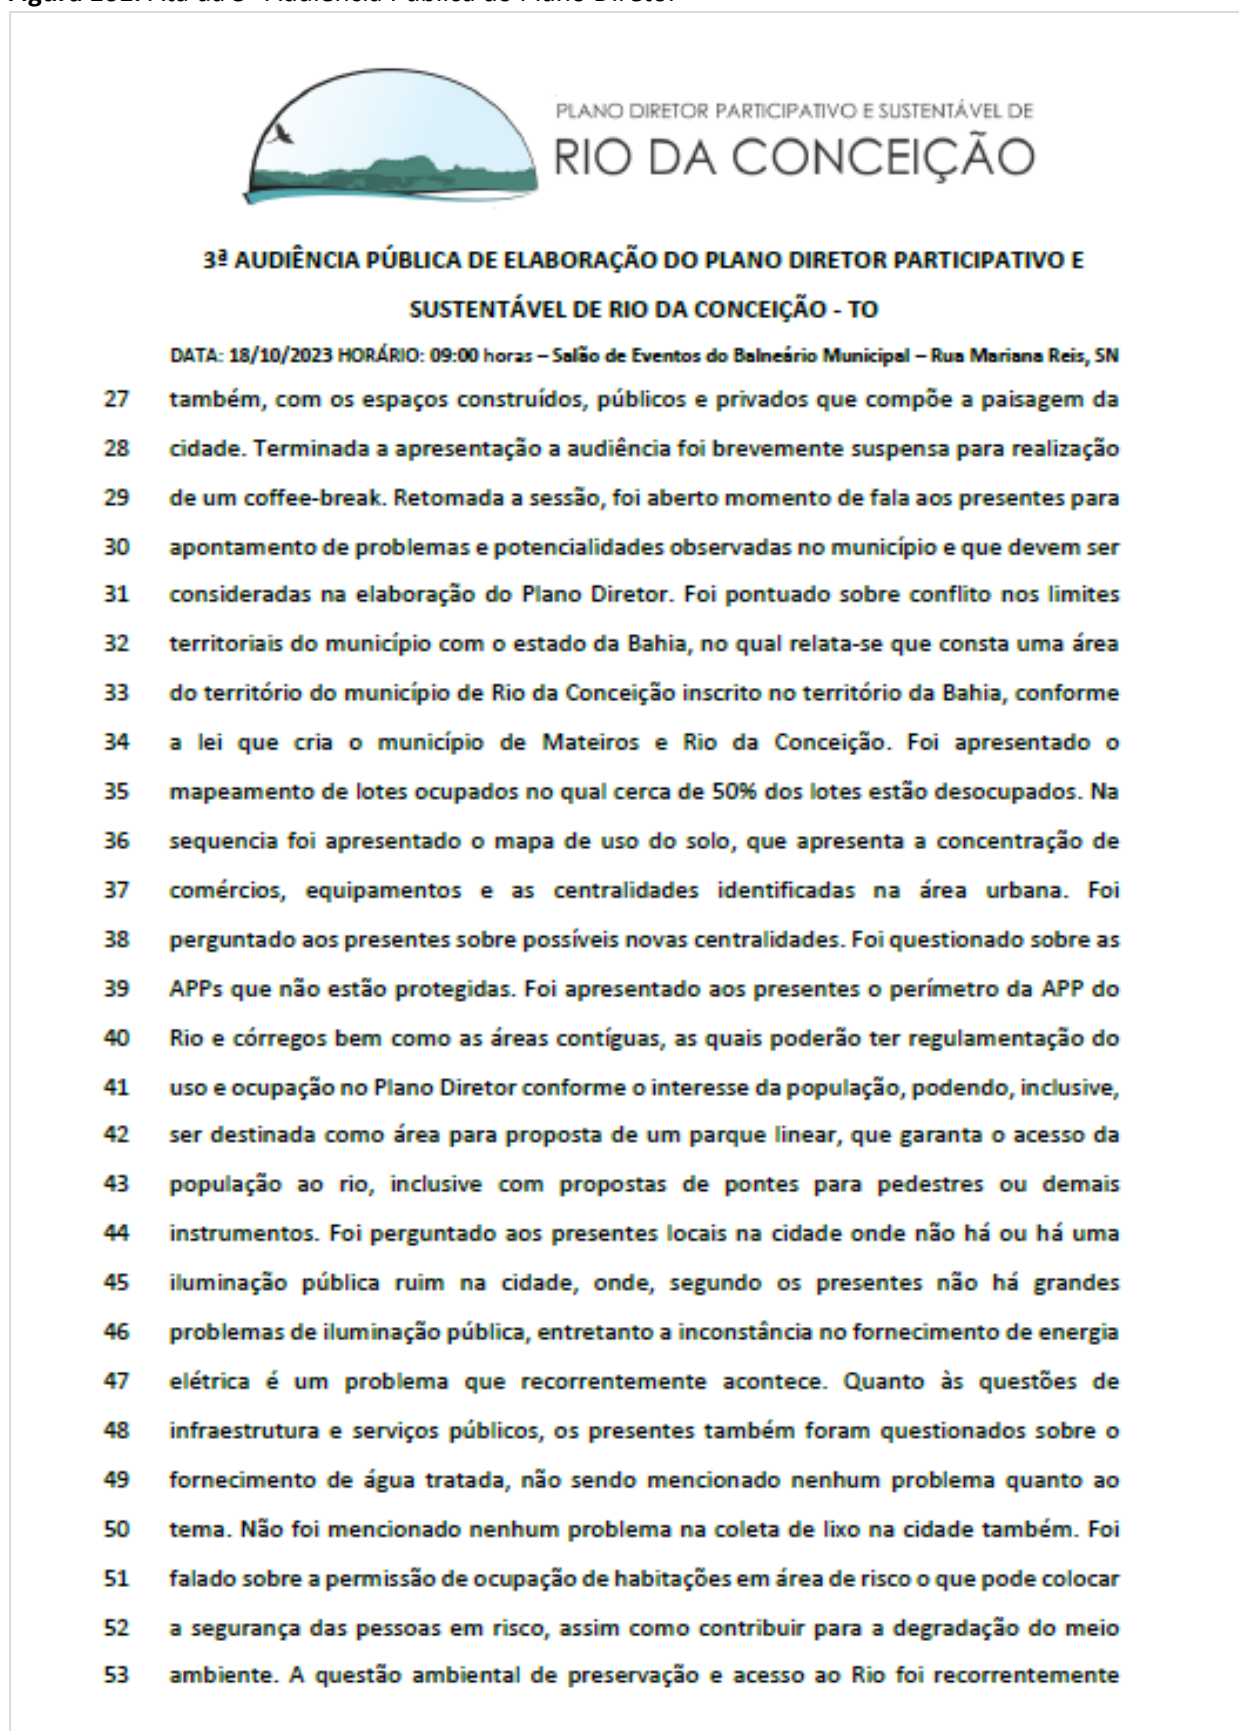 Figura 202: Ata da 3ª Audiência Pública do Plano Diretor
PLANO DIRETOR PARTICIPATIVO E SUSTENTÁVEL DE
RIO DA CONCEIÇÃO
3ª AUDIÊNCIA PÚBLICA DE ELABORAÇÃO DO PLANO DIRETOR PARTICIPATIVO E
SUSTENTÁVEL DE RIO DA CONCEIÇÃO - TO
DATA: 18/10/2023 HORÁRIO: 09:00 horas – Salão de Eventos do Balneário Municipal – Rua Mariana Reis, SN
27 também, com os espaços construídos, públicos e privados que compõe a paisagem da
28 cidade. Terminada a apresentação a audiência foi brevemente suspensa para realização
29 de um coffee-break. Retomada a sessão, foi aberto momento de fala aos presentes para
30 apontamento de problemas e potencialidades observadas no município e que devem ser
31 consideradas na elaboração do Plano Diretor. Foi pontuado sobre conflito nos limites
32 territoriais do município com o estado da Bahia, no qual relata-se que consta uma área
33 do território do município de Rio da Conceição inscrito no território da Bahia, conforme
34 a lei que cria o município de Mateiros e Rio da Conceição. Foi apresentado o
35 mapeamento de lotes ocupados no qual cerca de 50% dos lotes estão desocupados. Na
36 sequencia foi apresentado o mapa de uso do solo, que apresenta a concentração de
37 comércios, equipamentos e as centralidades identificadas na área urbana. Foi
38 perguntado aos presentes sobre possíveis novas centralidades. Foi questionado sobre as
39 APPs que não estão protegidas. Foi apresentado aos presentes o perímetro da APP do
40 Rio e córregos bem como as áreas contíguas, as quais poderão ter regulamentação do
41 uso e ocupação no Plano Diretor conforme o interesse da população, podendo, inclusive,
42 ser destinada como área para proposta de um parque linear, que garanta o acesso da
43 população ao rio, inclusive com propostas de pontes para pedestres ou demais
44 instrumentos. Foi perguntado aos presentes locais na cidade onde não há ou há uma
45 iluminação pública ruim na cidade, onde, segundo os presentes não há grandes
46 problemas de iluminação pública, entretanto a inconstância no fornecimento de energia
47 elétrica é um problema que recorrentemente acontece. Quanto às questões de
48 infraestrutura e serviços públicos, os presentes também foram questionados sobre o
49 fornecimento de água tratada, não sendo mencionado nenhum problema quanto ao
50 tema. Não foi mencionado nenhum problema na coleta de lixo na cidade também. Foi
51 falado sobre a permissão de ocupação de habitações em área de risco o que pode colocar
52 a segurança das pessoas em risco, assim como contribuir para a degradação do meio
53 ambiente. A questão ambiental de preservação e acesso ao Rio foi recorrentemente